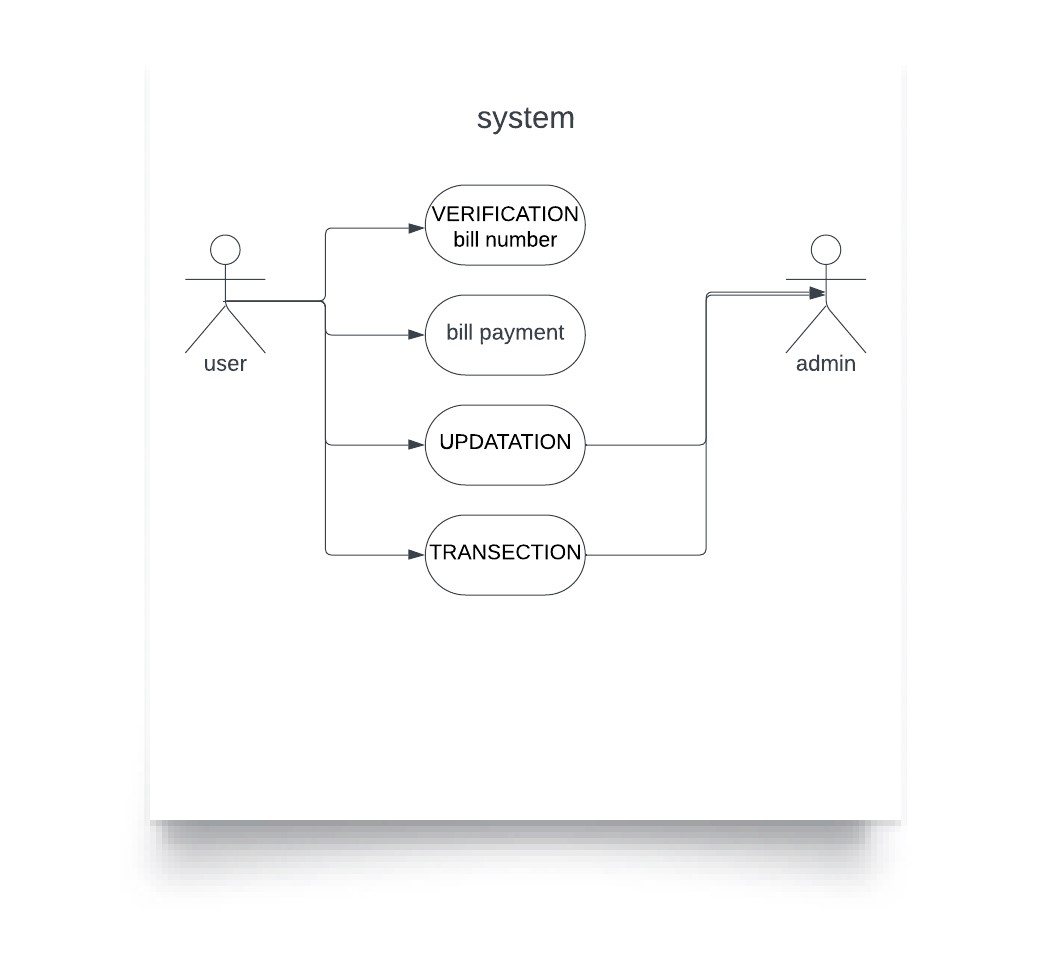 system
VERIFICATION
bill number
bill payment
user
admin
UPDATATION
TRANSECTION